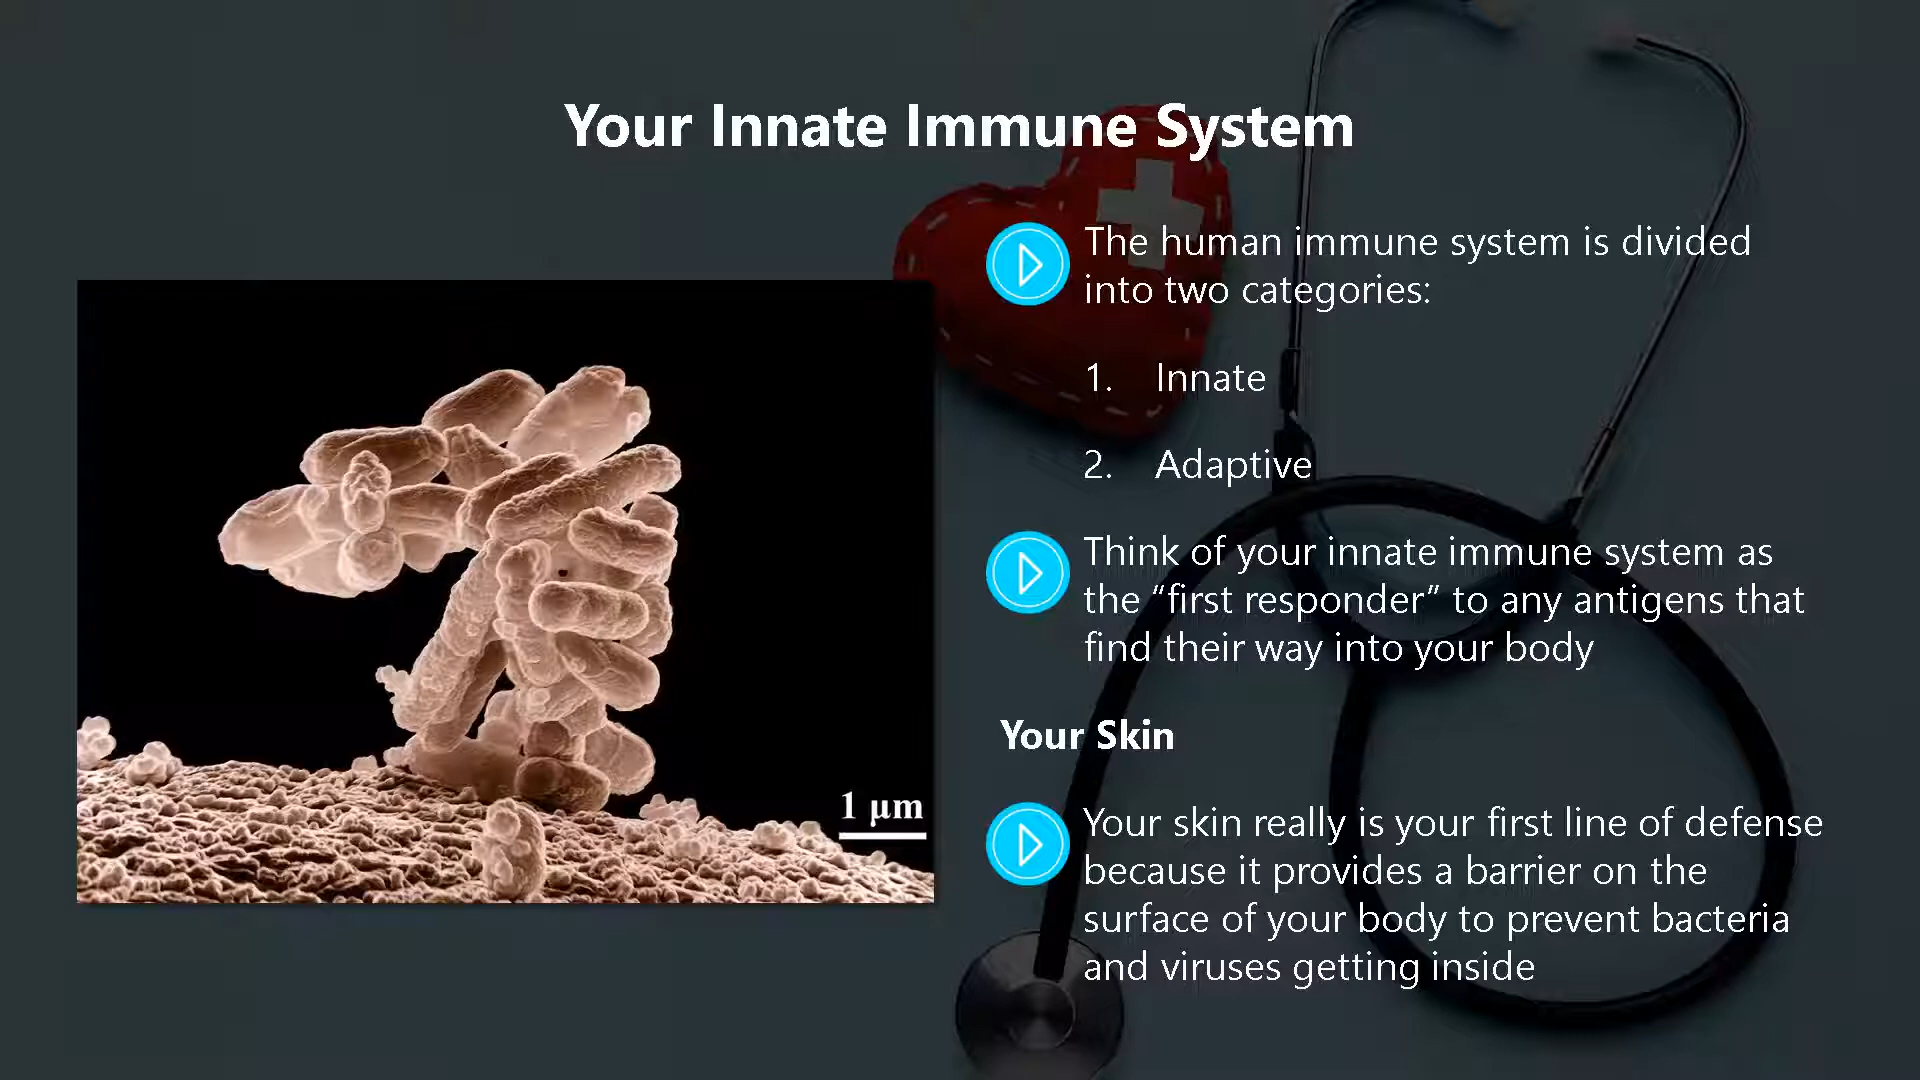 Your Innate Immune System
The human immune system is divided
into two categories:
1. Innate
2. Adaptive
Think of your innate immune system as
the “first responder” to any antigens that
find their way into your body
Your Skin
Your skin really is your first line of defense
because it provides a barrier on the
surface of your body to prevent bacteria
and viruses getting inside
1 µm